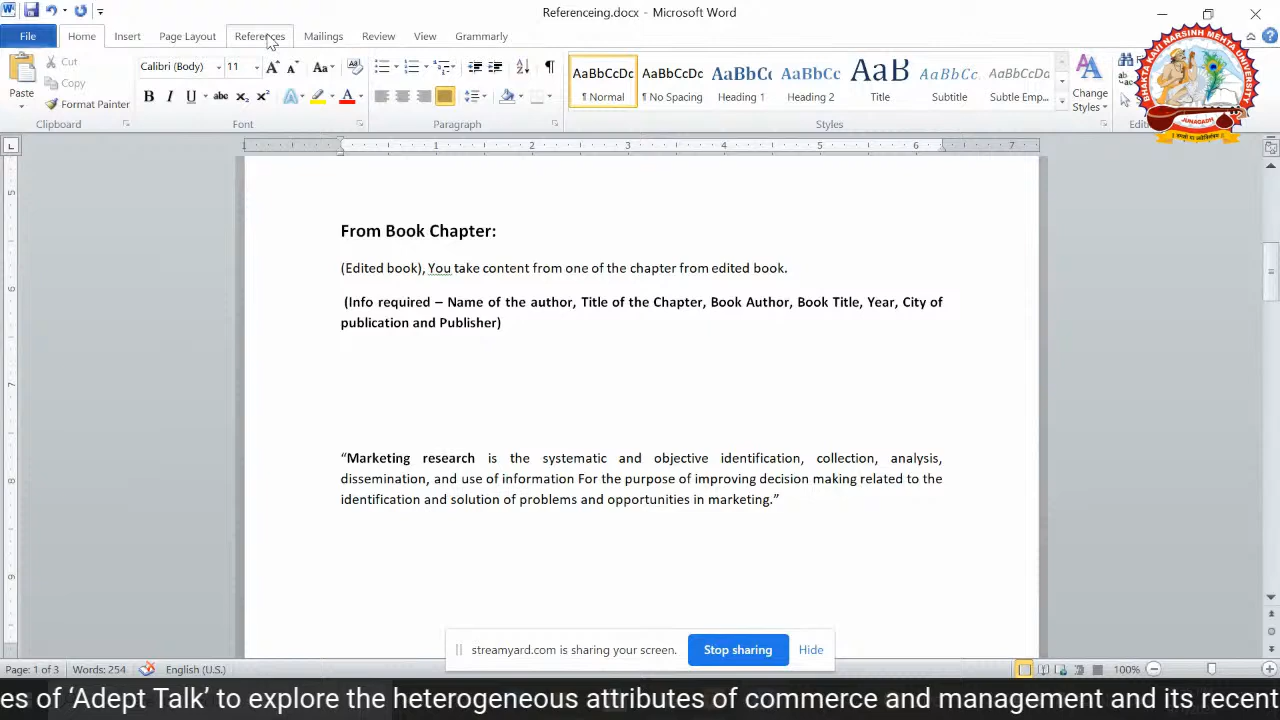 Referenceing.docx - Microsoft Word
File Home Insert Page Layout References Mailings Review View Grammarly
Paste
Cut
Copy
Format Painter
Clipboard
Calibri (Body) 11
Font
Paragraph
AaBbCcDc AaBbCcDc AaBbCc AaBbCc AaB AaBbCc. AaBbCcDc
¶ Normal ¶ No Spacing Heading 1 Heading 2 Title Subtitle Subtle Emp...
Styles
Change
Styles
BHAKTA KAVI NARSINH MEHTA UNIVERSITY
JUNAGADH
From Book Chapter:
(Edited book), You take content from one of the chapter from edited book.
(Info required – Name of the author, Title of the Chapter, Book Author, Book Title, Year, City of
publication and Publisher)
“Marketing research is the systematic and objective identification, collection, analysis,
dissemination, and use of information For the purpose of improving decision making related to the
identification and solution of problems and opportunities in marketing.”
streamyard.com is sharing your screen. Stop sharing Hide
Page: 1 of 3 Words: 254 English (U.S.) 100%
es of ‘Adept Talk’ to explore the heterogeneous attributes of commerce and management and its recent